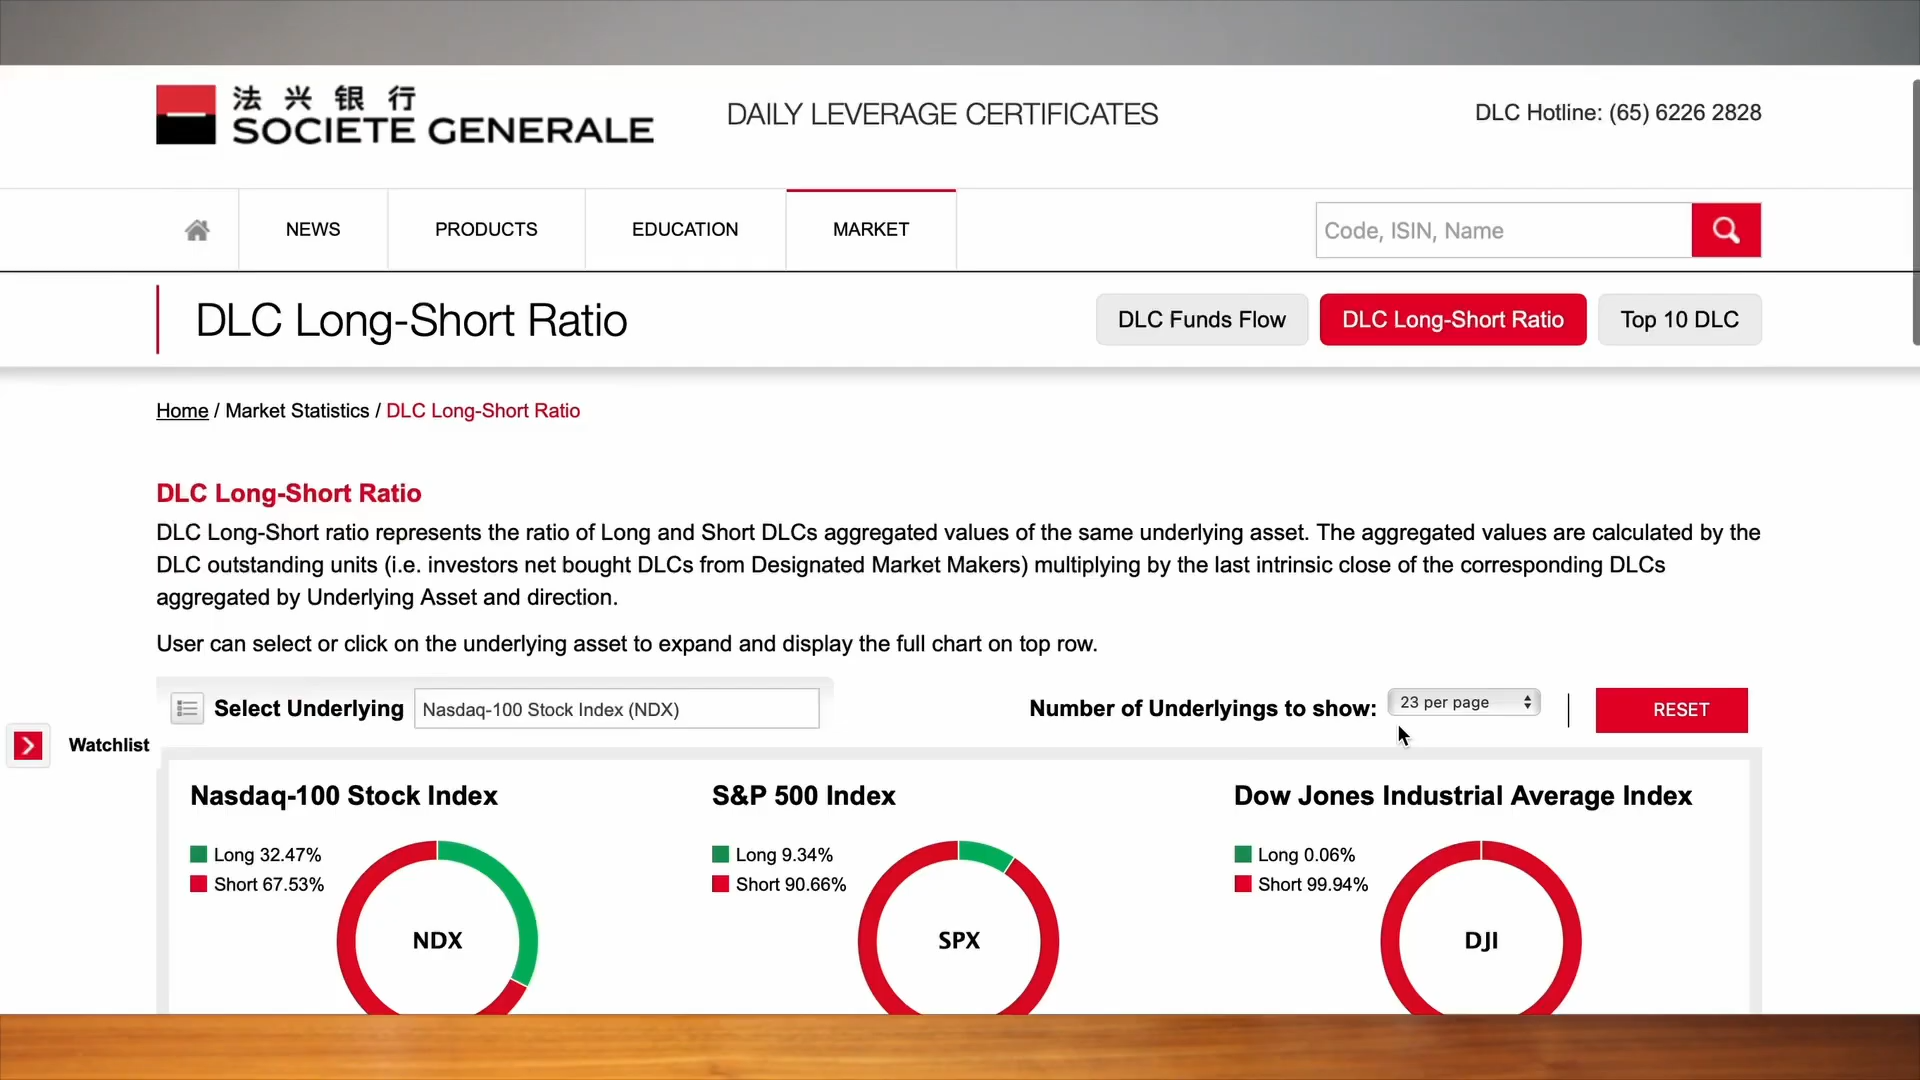 法兴银行
SOCIETE GENERALE
DAILY LEVERAGE CERTIFICATES
DLC Hotline: (65) 6226 2828
NEWS
PRODUCTS
EDUCATION
MARKET
Code, ISIN, Name
DLC Long-Short Ratio
DLC Funds Flow
DLC Long-Short Ratio
Top 10 DLC
Home / Market Statistics / DLC Long-Short Ratio
DLC Long-Short Ratio
DLC Long-Short ratio represents the ratio of Long and Short DLCs aggregated values of the same underlying asset. The aggregated values are calculated by the
DLC outstanding units (i.e. investors net bought DLCs from Designated Market Makers) multiplying by the last intrinsic close of the corresponding DLCs
aggregated by Underlying Asset and direction.
User can select or click on the underlying asset to expand and display the full chart on top row.
Select Underlying
Nasdaq-100 Stock Index (NDX)
Number of Underlyings to show:
23 per page
RESET
Watchlist
Nasdaq-100 Stock Index
Long 32.47%
Short 67.53%
NDX
S&P 500 Index
Long 9.34%
Short 90.66%
SPX
Dow Jones Industrial Average Index
Long 0.06%
Short 99.94%
DJI